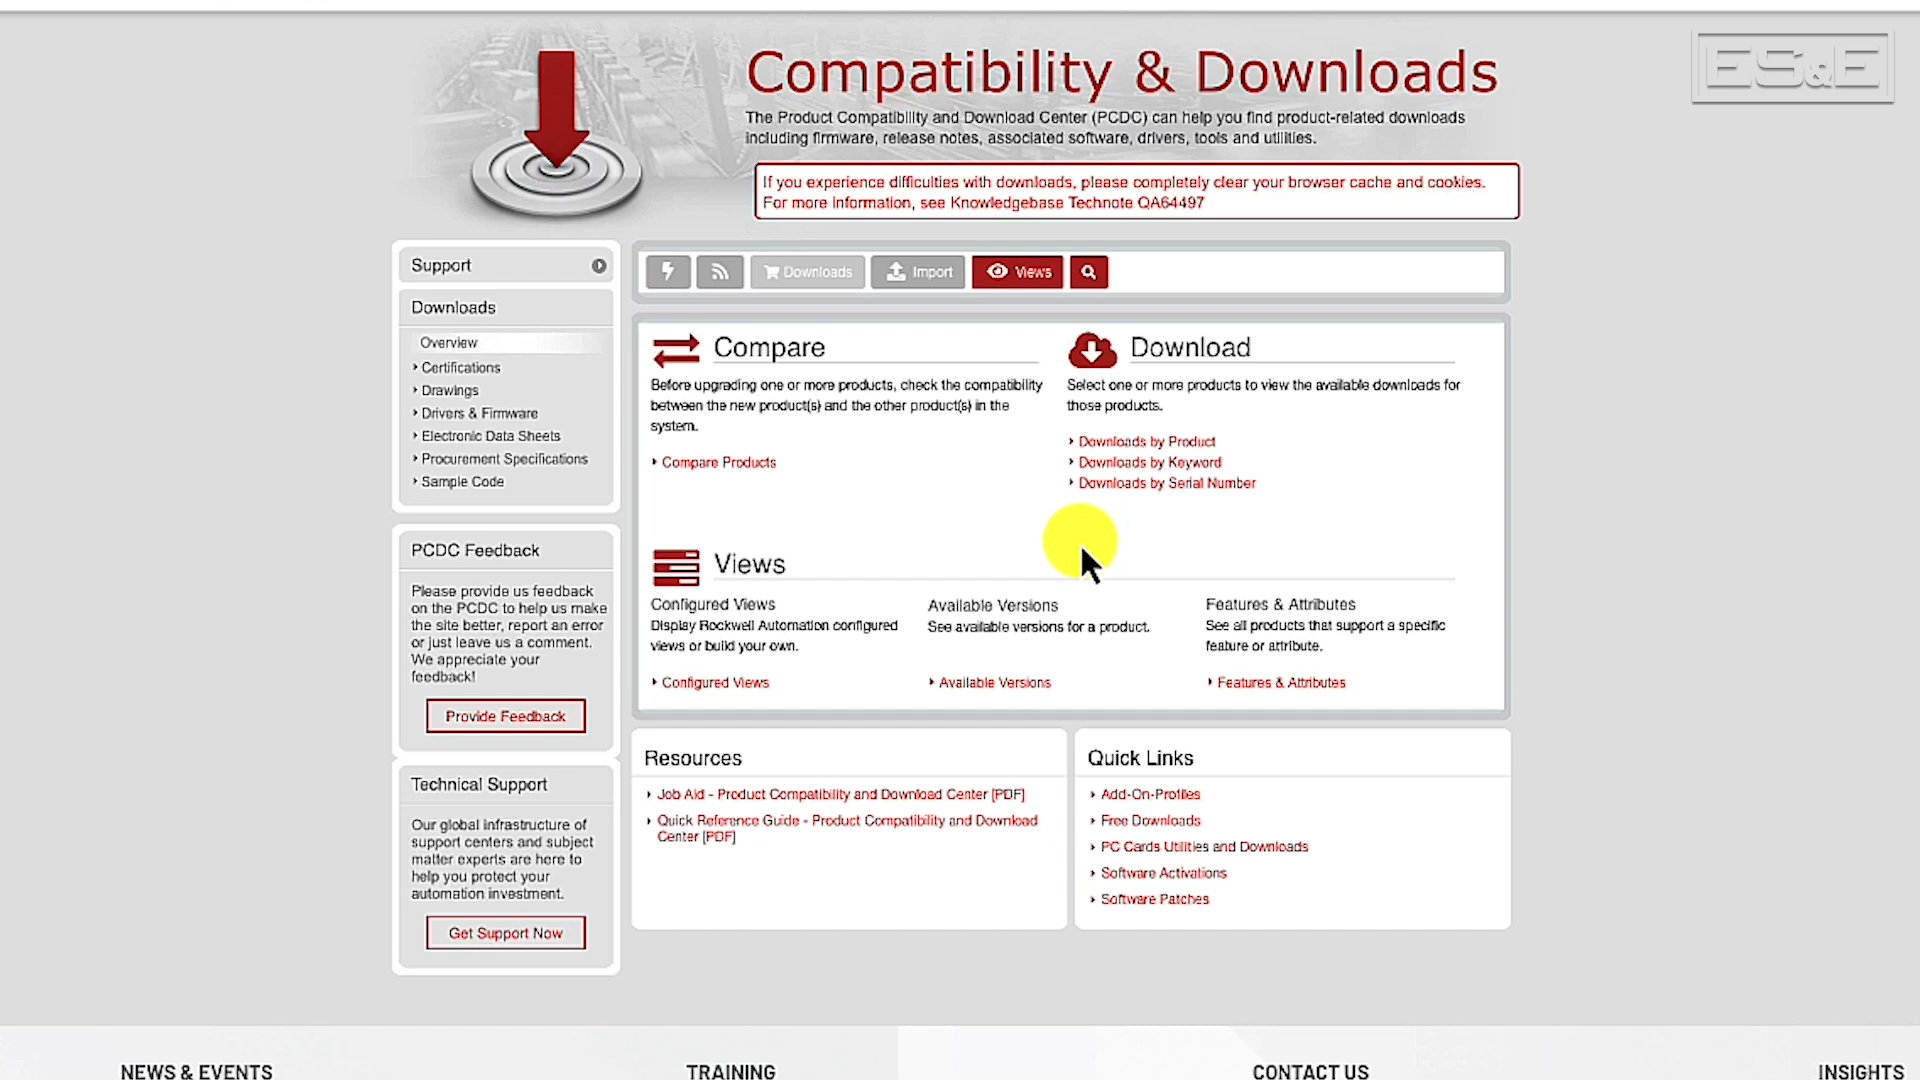 Compatibility & Downloads
ES&E
The Product Compatibility and Download Center (PCDC) can help you find product-related downloads
including firmware, release notes, associated software, drivers, tools and utilities.
If you experience difficulties with downloads, please completely clear your browser cache and cookies.
For more information, see Knowledgebase Technote QA64497
Support
Downloads
Overview
Certifications
Drawings
Drivers & Firmware
Electronic Data Sheets
Procurement Specifications
Sample Code
PCDC Feedback
Please provide us feedback
on the PCDC to help us make
the site better, report an error
or just leave us a comment.
We appreciate your
feedback!
Provide Feedback
Technical Support
Our global infrastructure of
support centers and subject
matter experts are here to
help you protect your
automation investment.
Get Support Now
Downloads
Import
Views
Compare
Before upgrading one or more products, check the compatibility
between the new product(s) and the other product(s) in the
system.
Compare Products
Download
Select one or more products to view the available downloads for
those products.
Downloads by Product
Downloads by Keyword
Downloads by Serial Number
Views
Configured Views
Display Rockwell Automation configured
views or build your own.
Configured Views
Available Versions
See available versions for a product.
Available Versions
Features & Attributes
See all products that support a specific
feature or attribute.
Features & Attributes
Resources
Job Aid - Product Compatibility and Download Center [PDF]
Quick Reference Guide - Product Compatibility and Download
Center [PDF]
Quick Links
Add-On-Profiles
Free Downloads
PC Cards Utilities and Downloads
Software Activations
Software Patches
NEWS & EVENTS
TRAINING
CONTACT US
INSIGHTS